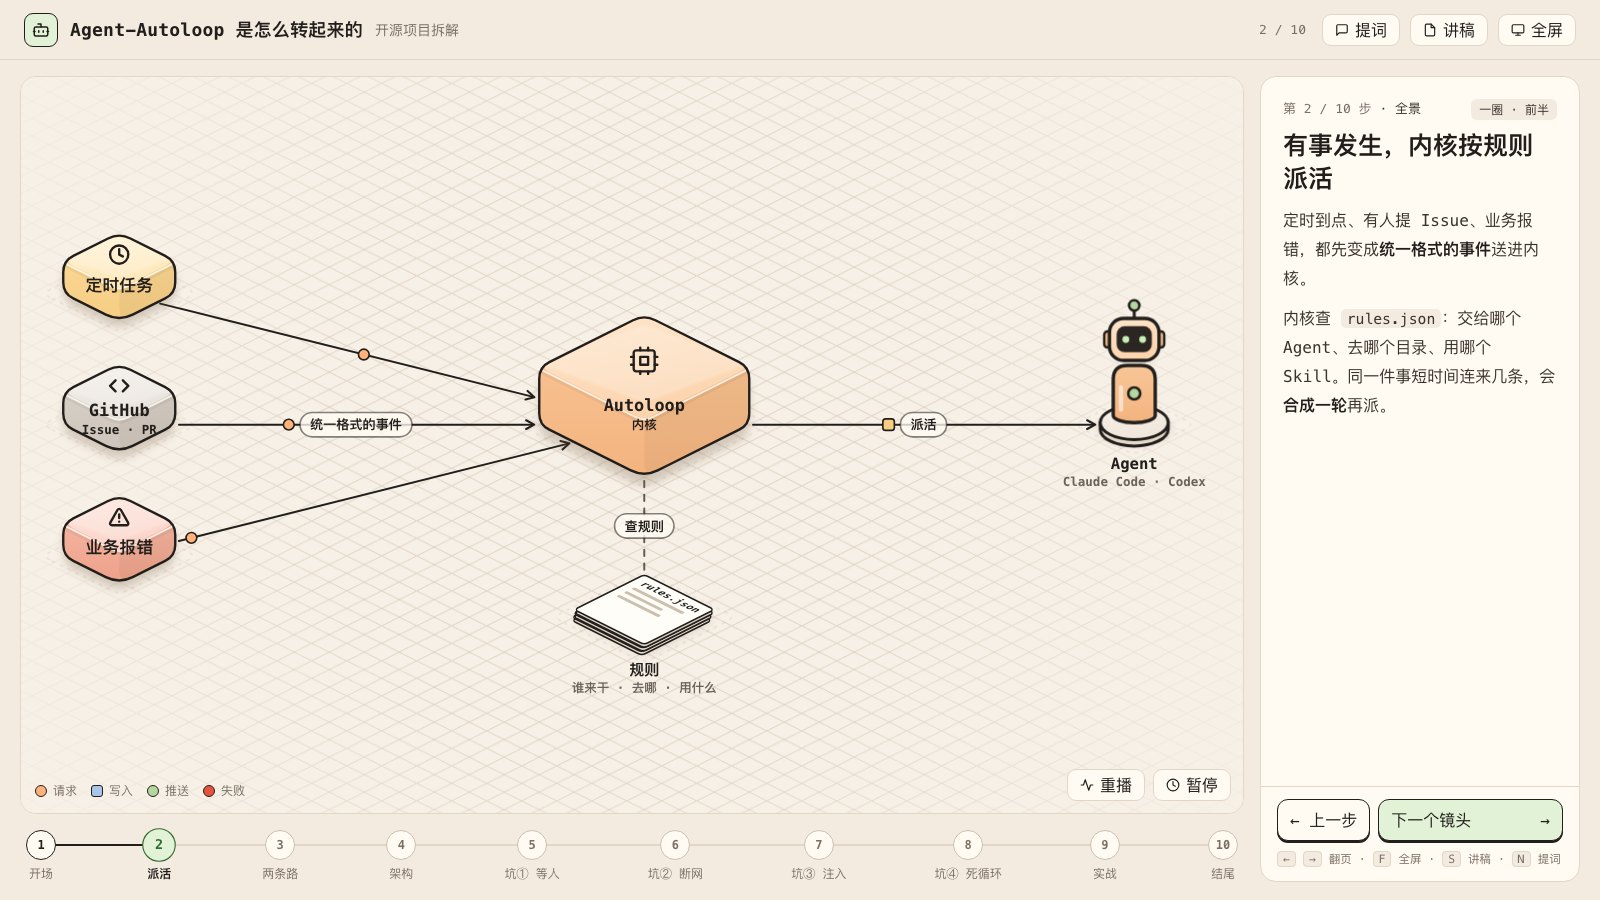 Agent-Autoloop 是怎么转起来的 开源项目拆解
2 / 10 提词 讲稿 全屏
定时任务
GitHub
Issue · PR
业务报错
统一格式的事件
Autoloop
内核
派活
Agent
Claude Code · Codex
查规则
rules.json
规则
谁来干 · 去哪 · 用什么
请求 写入 推送 失败
重播 暂停
第 2 / 10 步 · 全景 一圈 · 前半
有事发生，内核按规则
派活
定时到点、有人提 Issue、业务报
错，都先变成统一格式的事件送进内
核。
内核查 rules.json：交给哪个
Agent、去哪个目录、用哪个
Skill。同一件事短时间连来几条，会
合成一轮再派。
← 上一步 下一个镜头 →
← → 翻页 · F 全屏 · S 讲稿 · N 提词
1 2 3 4 5 6 7 8 9 10
开场 派活 两条路 架构 坑① 等人 坑② 断网 坑③ 注入 坑④ 死循环 实战 结尾